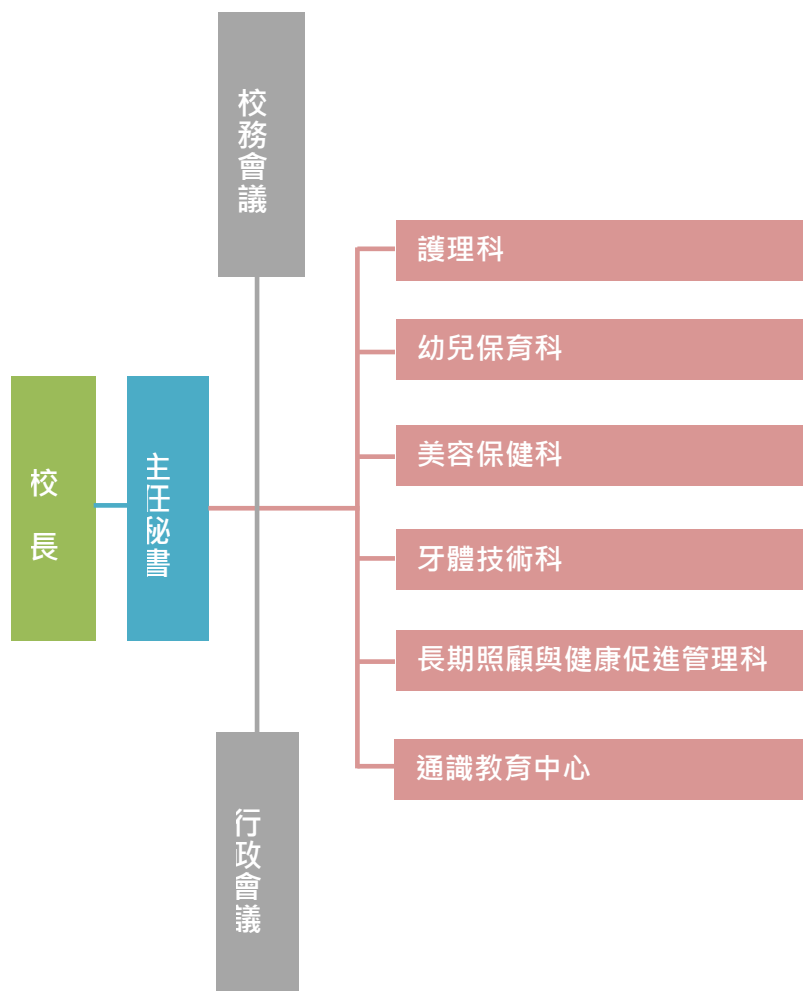 校務會議
校長
主任秘書
護理科
幼兒保育科
美容保健科
牙體技術科
長期照顧與健康促進管理科
通識教育中心
行政會議